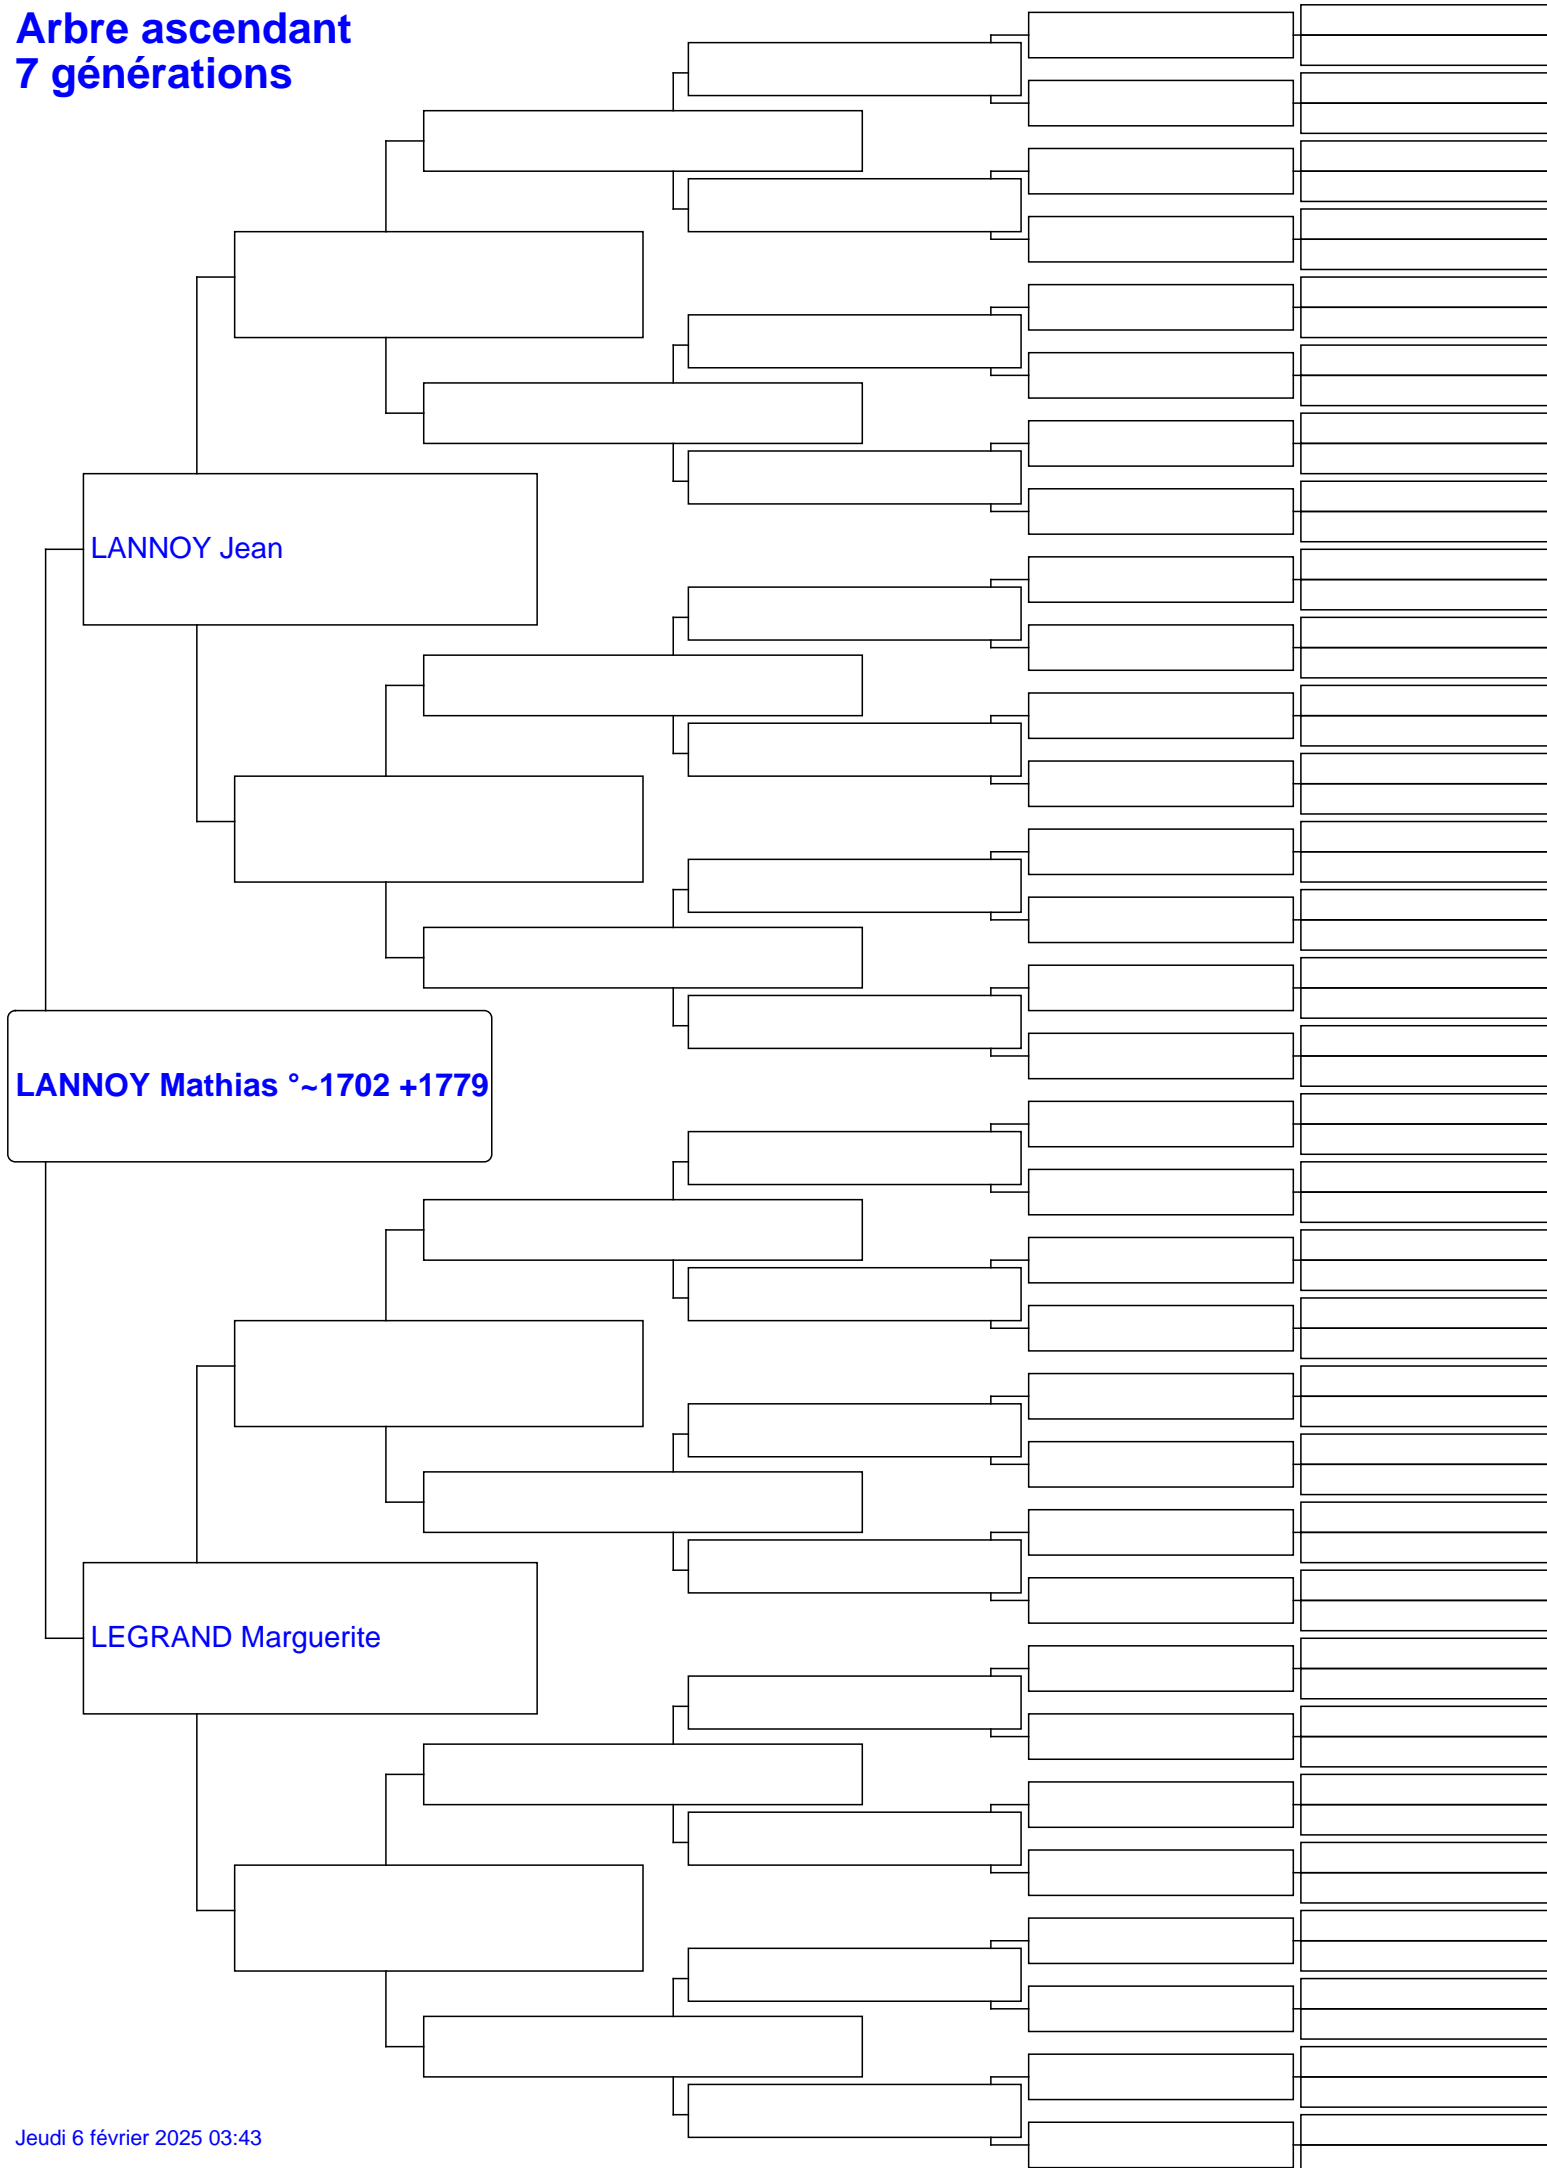 Arbre ascendant
7 générations
LANNOY Jean
LANNOY Mathias °~1702 +1779
LEGRAND Marguerite
Jeudi 6 février 2025 03:43